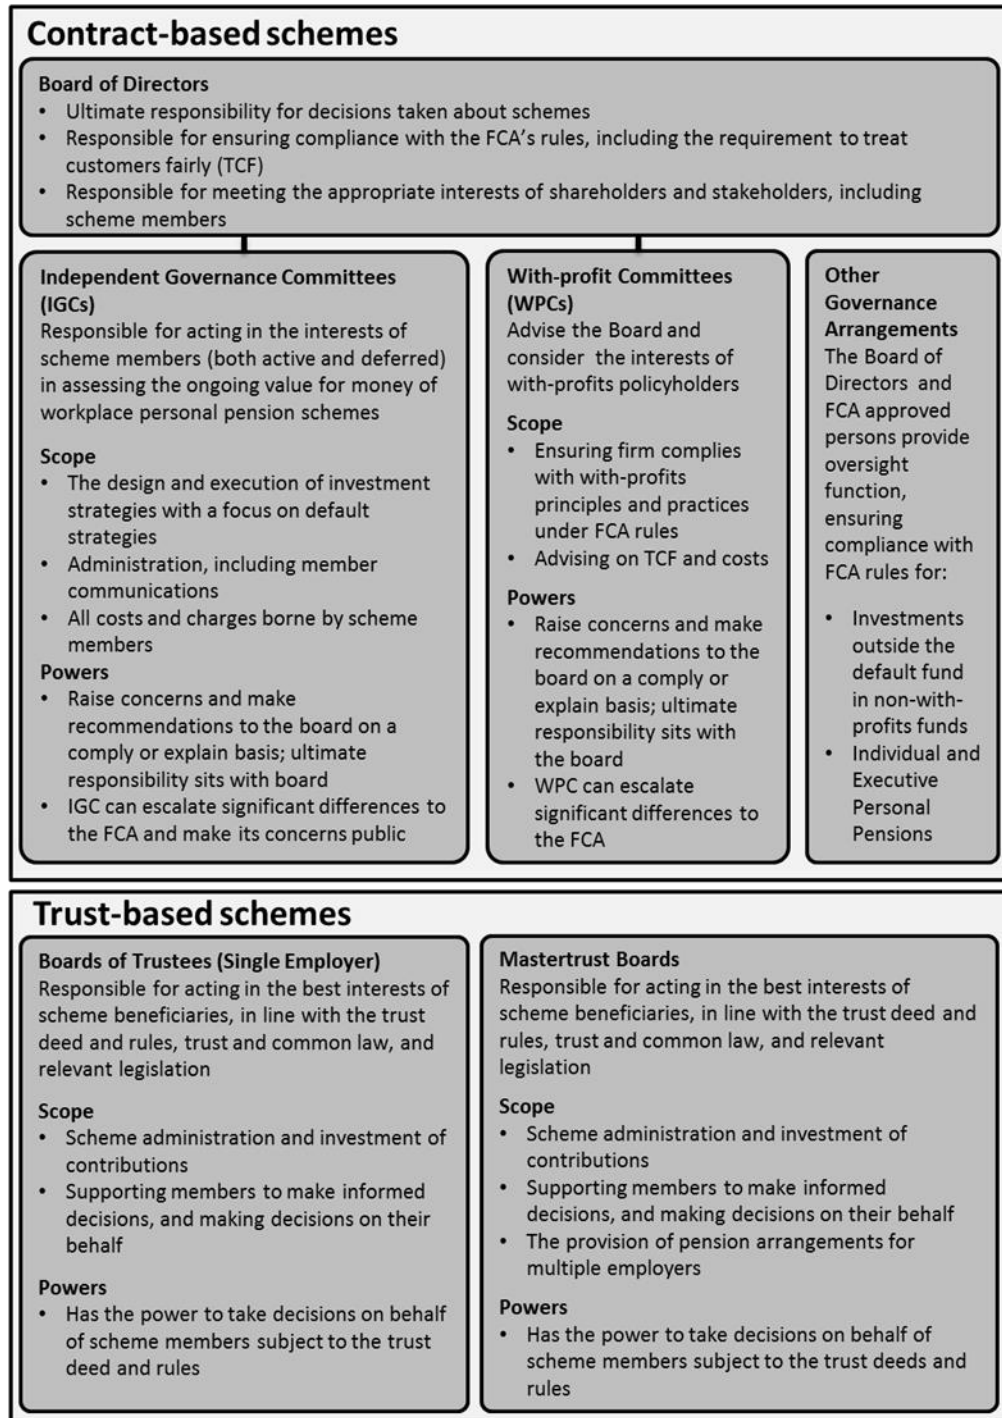 Contract-based schemes
Board of Directors
• Ultimate responsibility for decisions taken about schemes
• Responsible for ensuring compliance with the FCA's rules, including the requirement to treat
customers fairly (TCF)
• Responsible for meeting the appropriate interests of shareholders and stakeholders, including
scheme members
Independent Governance Committees
(IGCs)
Responsible for acting in the interests of
scheme members (both active and deferred)
in assessing the ongoing value for money of
workplace personal pension schemes
Scope
• The design and execution of investment
strategies with a focus on default
strategies
• Administration, including member
communications
• All costs and charges borne by scheme
members
Powers
• Raise concerns and make
recommendations to the board on a
comply or explain basis; ultimate
responsibility sits with board
• IGC can escalate significant differences to
the FCA and make its concerns public
With-profit Committees
(WPCs)
Advise the Board and
consider the interests of
with-profits policyholders
Scope
• Ensuring firm complies
with with-profits
principles and practices
under FCA rules
• Advising on TCF and costs
Powers
• Raise concerns and make
recommendations to the
board on a comply or
explain basis; ultimate
responsibility sits with
the board
• WPC can escalate
significant differences to
the FCA
Other
Governance
Arrangements
The Board of
Directors and
FCA approved
persons provide
oversight
function,
ensuring
compliance with
FCA rules for:
• Investments
outside the
default fund
in non-with-
profits funds
• Individual and
Executive
Personal
Pensions
Trust-based schemes
Boards of Trustees (Single Employer)
Responsible for acting in the best interests of
scheme beneficiaries, in line with the trust
deed and rules, trust and common law, and
relevant legislation
Scope
• Scheme administration and investment of
contributions
• Supporting members to make informed
decisions, and making decisions on their
behalf
Powers
• Has the power to take decisions on behalf
of scheme members subject to the trust
deed and rules
Mastertrust Boards
Responsible for acting in the best interests of
scheme beneficiaries, in line with the trust deed and
rules, trust and common law, and relevant
legislation
Scope
• Scheme administration and investment of
contributions
• Supporting members to make informed
decisions, and making decisions on their behalf
• The provision of pension arrangements for
multiple employers
Powers
• Has the power to take decisions on behalf of
scheme members subject to the trust deeds and
rules